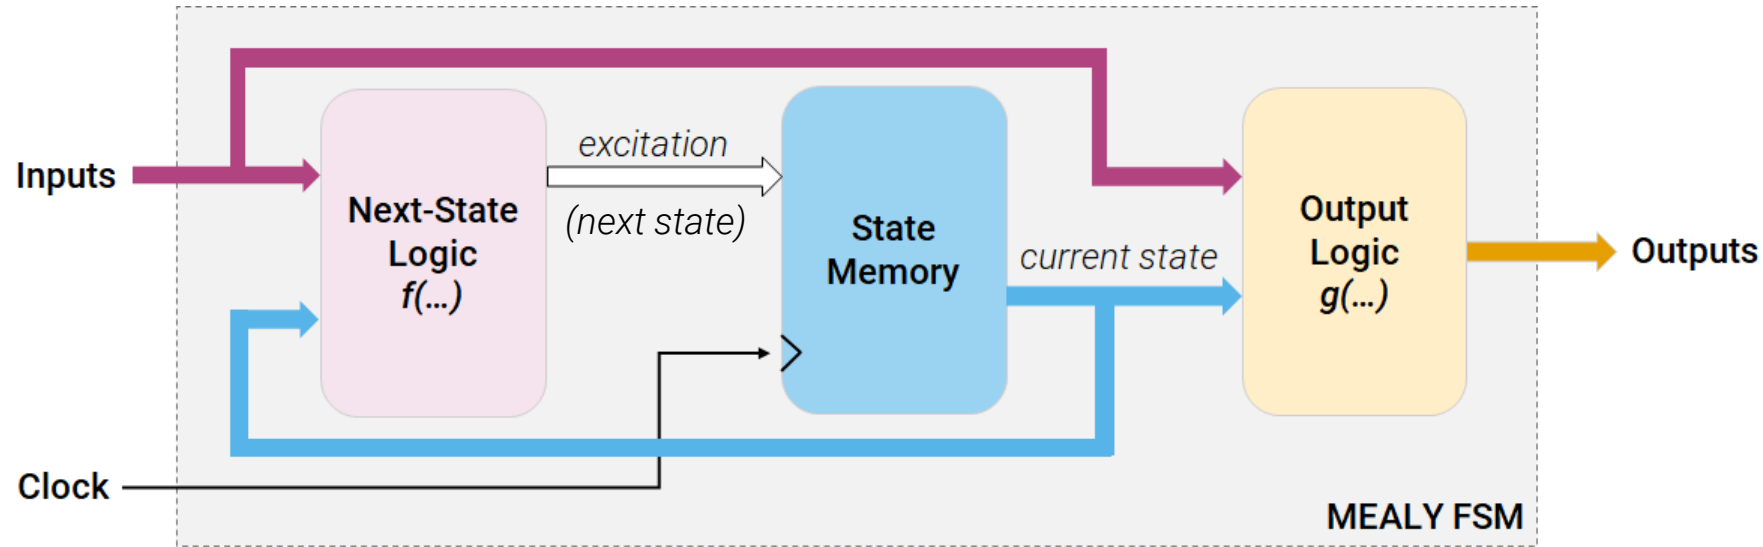 Inputs
Next-State
Logic
f(...)
excitation
(next state)
State
Memory
current state
Output
Logic
g(...)
Outputs
Clock
MEALY FSM